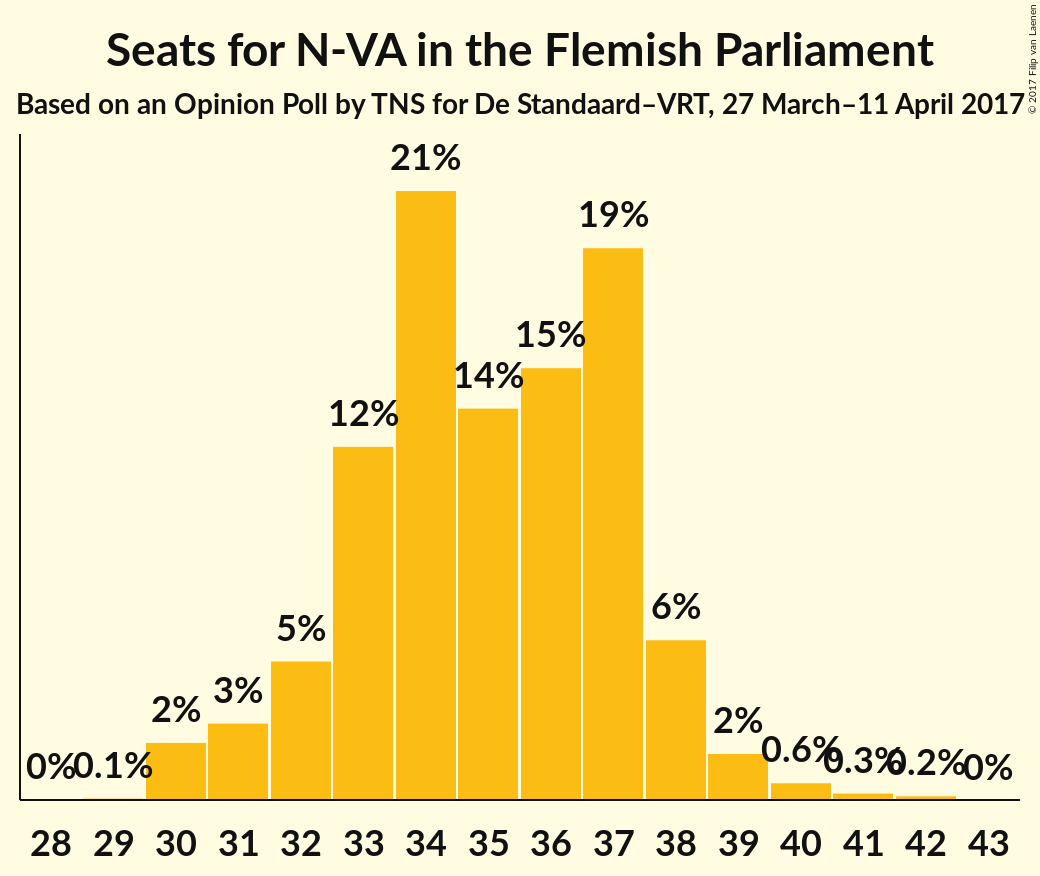 Seats for N-VA in the Flemish Parliament
Based on an Opinion Poll by TNS for De Standaard–VRT, 27 March–11 April 2017
© 2017 Filip van Laenen
0% 0.1% 2% 3% 5% 12% 21% 14% 15% 19% 6% 2% 0.6% 0.3% 0.2% 0%
28 29 30 31 32 33 34 35 36 37 38 39 40 41 42 43